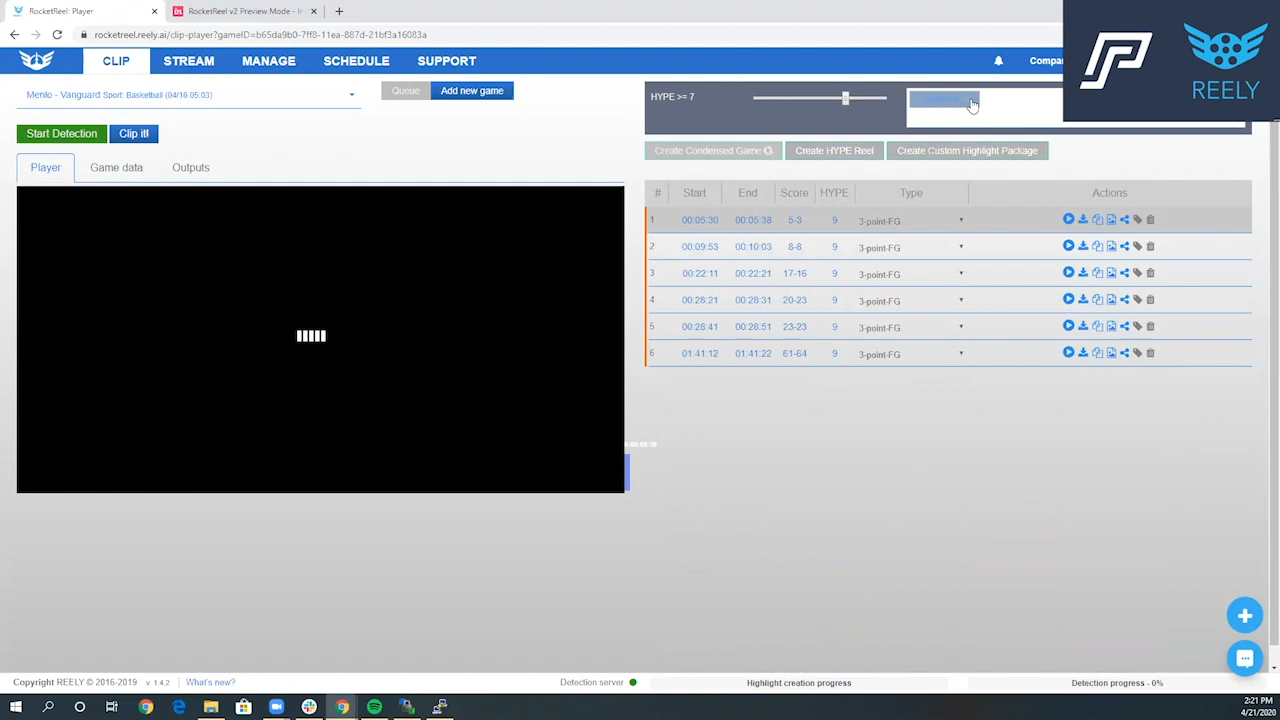 RocketReel: Player
RocketReel v2 Preview Mode - In
rocketreel.reely.ai/clip-player?gameID=b65da9b0-7ff8-11ea-887d-21bf3a16083a
CLIP STREAM MANAGE SCHEDULE SUPPORT
REELY
Menlo - Vanguard Sport: Basketball (04/16 05:03)
Queue Add new game
HYPE >= 7
Start Detection Clip it!
Create Condensed Game Create HYPE Reel Create Custom Highlight Package
Player Game data Outputs
# Start End Score HYPE Type Actions
1 00:05:30 00:05:38 5-3 9 3-point-FG
2 00:09:53 00:10:03 8-8 9 3-point-FG
3 00:22:11 00:22:21 17-16 9 3-point-FG
4 00:28:21 00:28:31 20-23 9 3-point-FG
5 00:28:41 00:28:51 23-23 9 3-point-FG
6 01:41:12 01:41:22 61-64 9 3-point-FG
Copyright REELY © 2016-2019 v. 1.4.2 What's new?
Detection server
Highlight creation progress
Detection progress - 0%
2:21 PM
4/21/2020